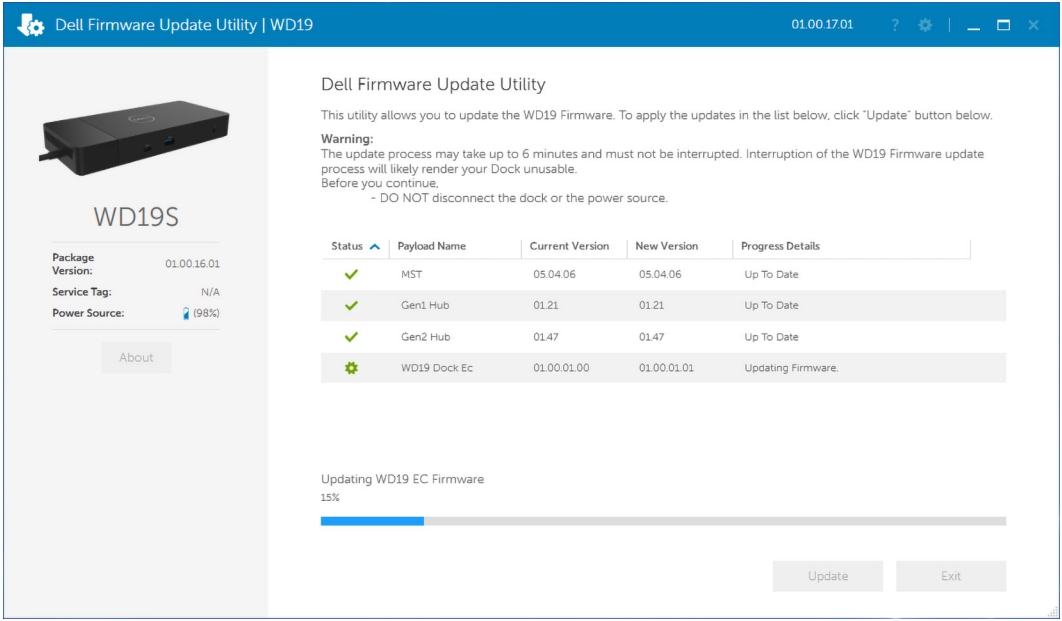 Dell Firmware Update Utility | WD19
01.00.17.01
?
Dell Firmware Update Utility
This utility allows you to update the WD19 Firmware. To apply the updates in the list below, click "Update" button below.
Warning:
The update process may take up to 6 minutes and must not be interrupted. Interruption of the WD19 Firmware update
process will likely render your Dock unusable.
Before you continue,
- DO NOT disconnect the dock or the power source.
WD19S
Package Version: 01.00.16.01
Service Tag: N/A
Power Source: (98%)
About
Status Payload Name Current Version New Version Progress Details
MST 05.04.06 05.04.06 Up To Date
Gen1 Hub 01.21 01.21 Up To Date
Gen2 Hub 01.47 01.47 Up To Date
WD19 Dock Ec 01.00.01.00 01.00.01.01 Updating Firmware.
Updating WD19 EC Firmware
15%
Update Exit